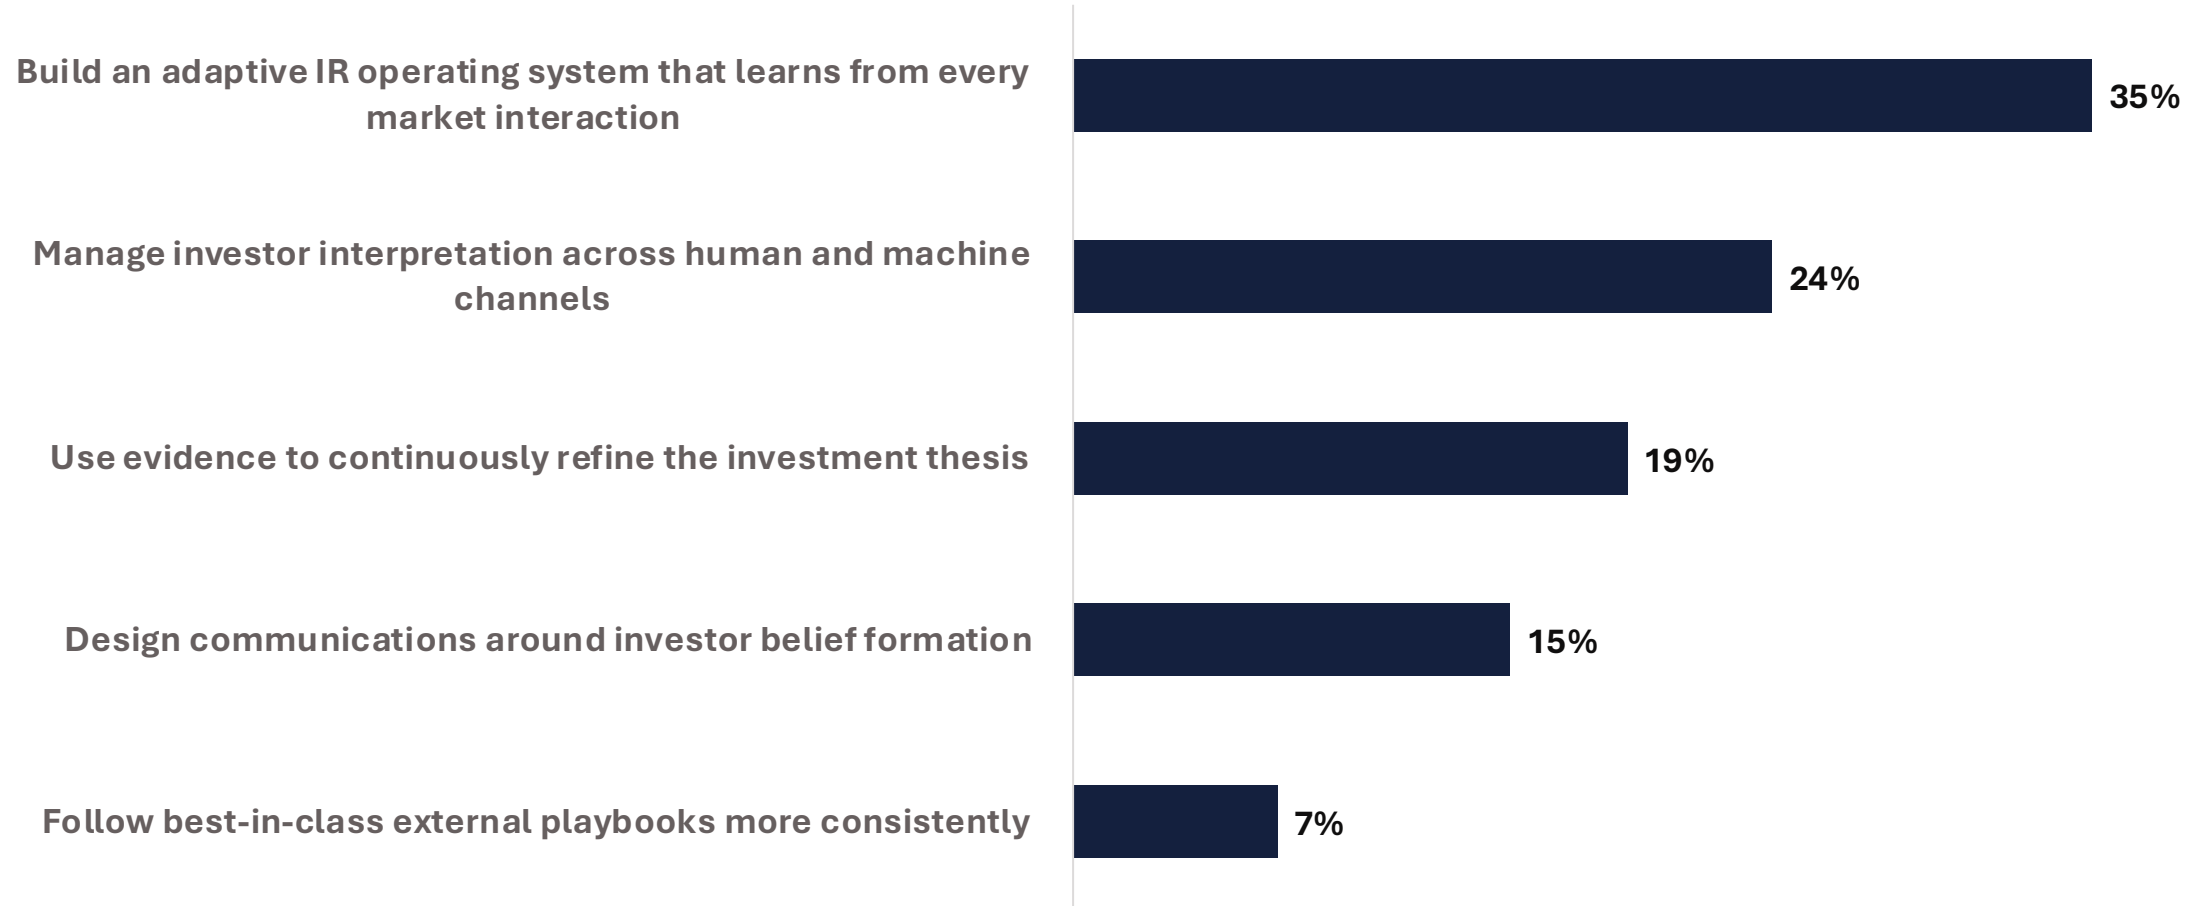 Build an adaptive IR operating system that learns from every
market interaction
35%
Manage investor interpretation across human and machine
channels
24%
Use evidence to continuously refine the investment thesis
19%
Design communications around investor belief formation
15%
Follow best-in-class external playbooks more consistently
7%